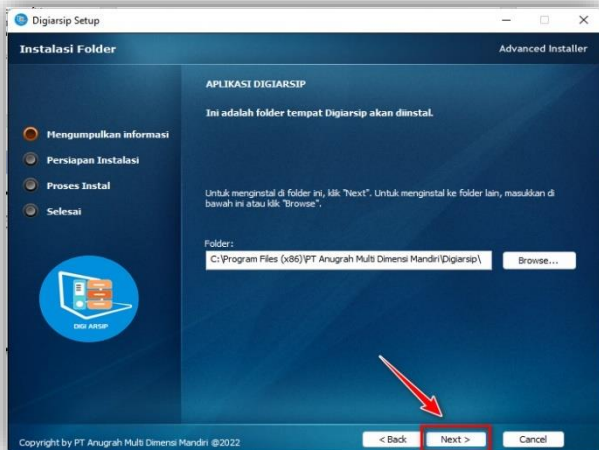 Digiarsip Setup
Instalasi Folder
Advanced Installer
APLIKASI DIGIARSIP
Ini adalah folder tempat Digiarsip akan diinstal.
Mengumpulkan informasi
Persiapan Instalasi
Proses Instal
Selesai
Untuk menginstal di folder ini, klik "Next". Untuk menginstal ke folder lain, masukkan di
bawah ini atau klik "Browse".
Folder:
C:\Program Files (x86)\PT Anugrah Multi Dimensi Mandiri\Digiarsip\
Browse...
DIGI ARSIP
Copyright by PT Anugrah Multi Dimensi Mandiri @2022
< Back
Next >
Cancel